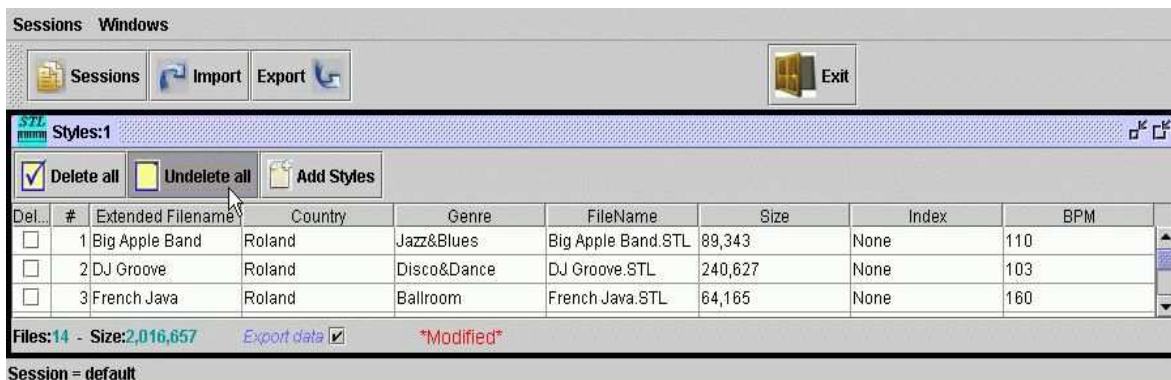 Sessions Windows
Sessions Import Export Exit
STL Styles:1
Delete all Undelete all Add Styles
Del... # Extended Filename Country Genre FileName Size Index BPM
1 Big Apple Band Roland Jazz&Blues Big Apple Band.STL 89,343 None 110
2 DJ Groove Roland Disco&Dance DJ Groove.STL 240,627 None 103
3 French Java Roland Ballroom French Java.STL 64,165 None 160
Files:14 - Size:2,016,657 Export data *Modified*
Session = default